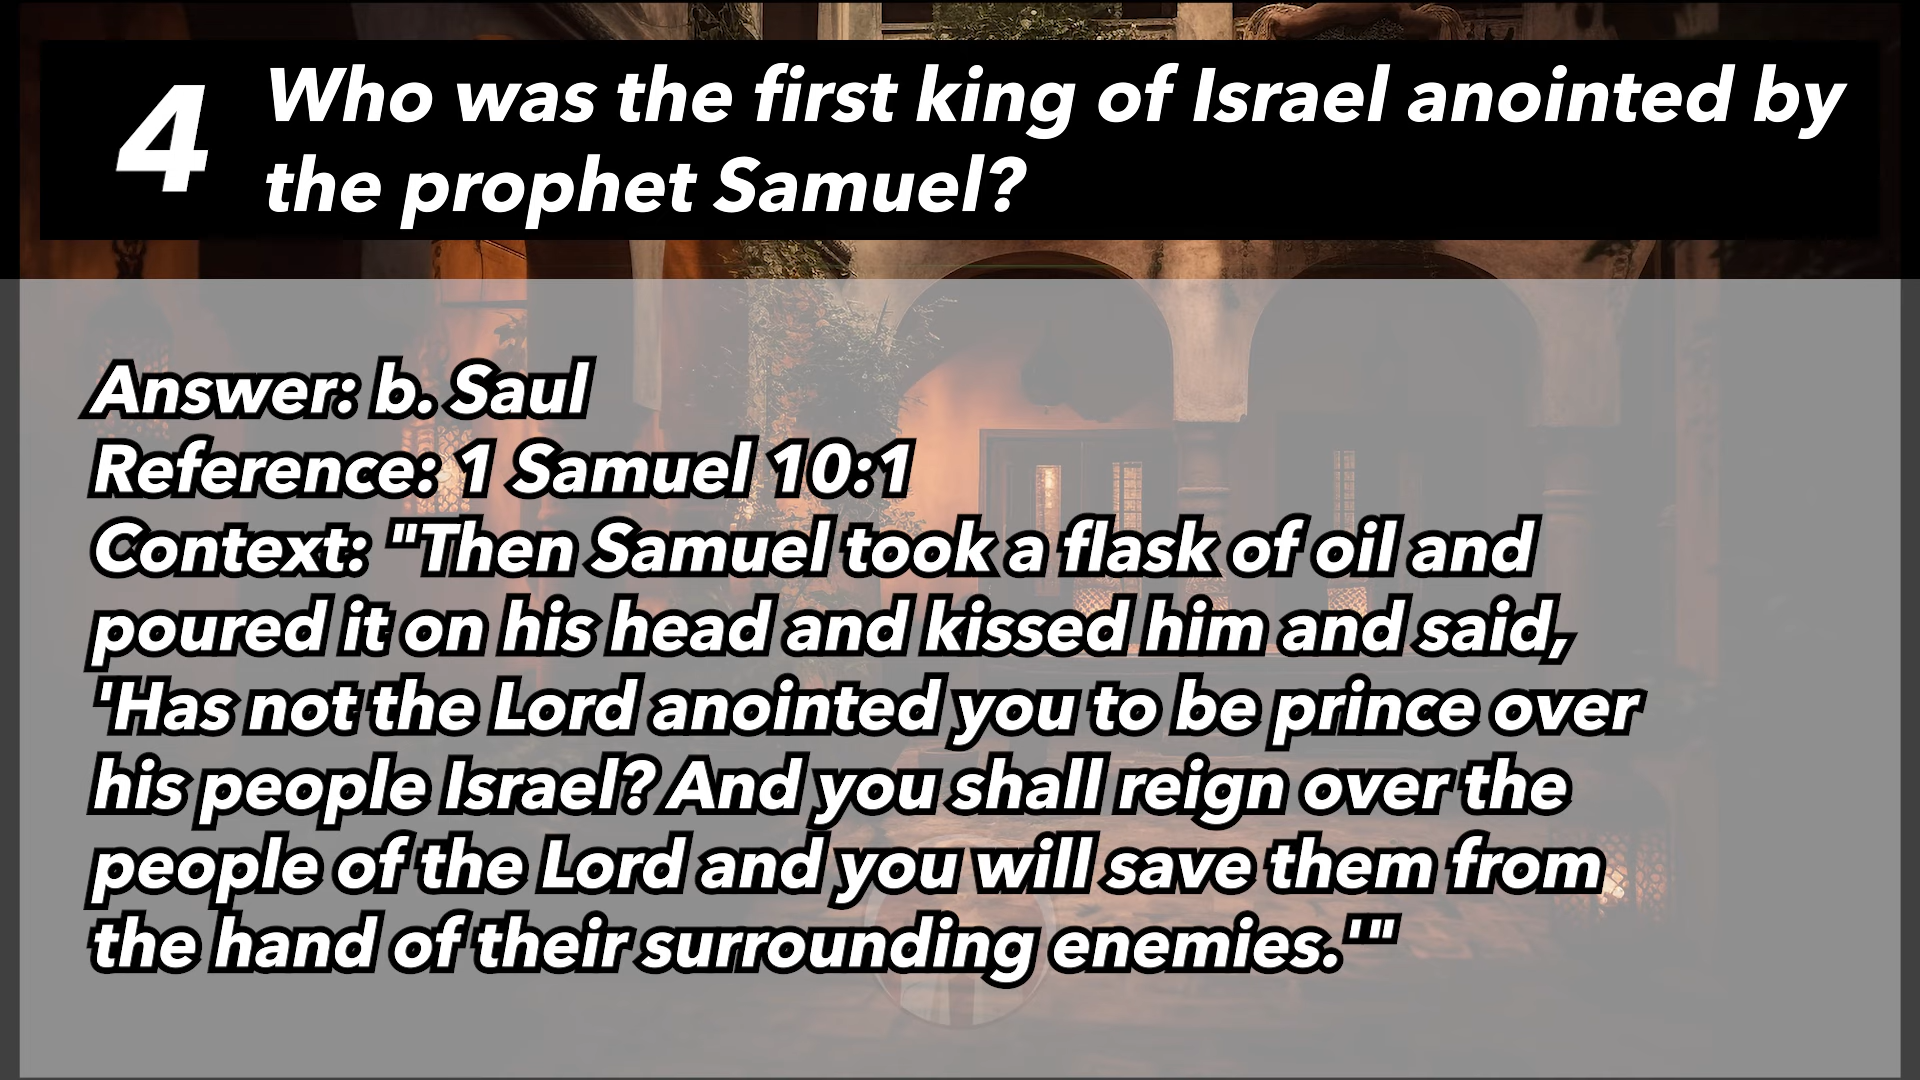 4
Who was the first king of Israel anointed by
the prophet Samuel?
Answer: b. Saul
Reference: 1 Samuel 10:1
Context: "Then Samuel took a flask of oil and
poured it on his head and kissed him and said,
'Has not the Lord anointed you to be prince over
his people Israel? And you shall reign over the
people of the Lord and you will save them from
the hand of their surrounding enemies.'"